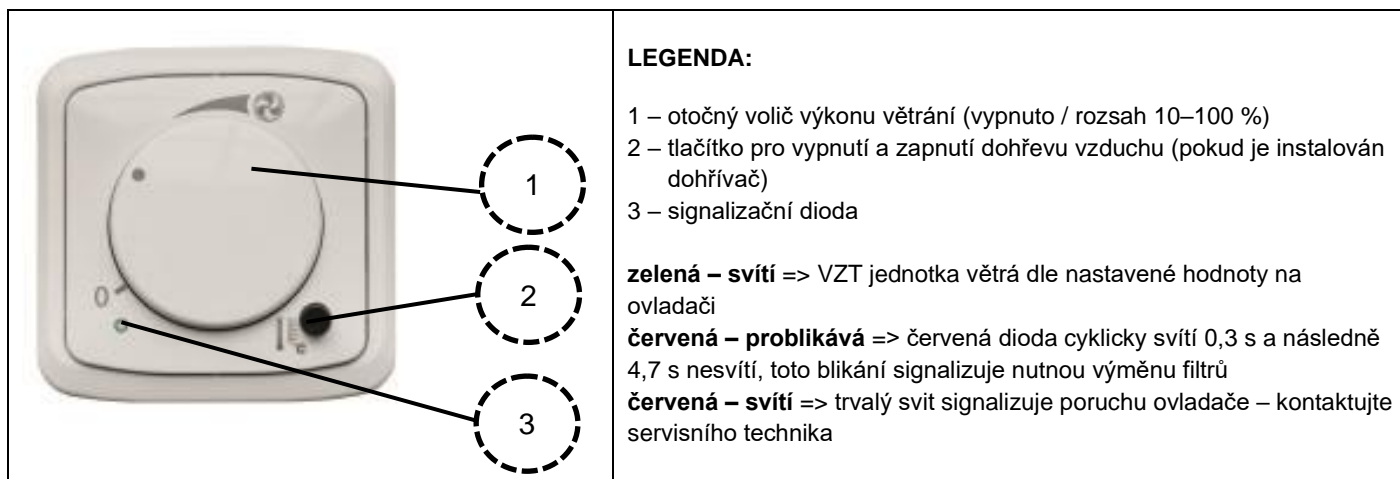 0
°C
1
2
3
LEGENDA:
1 – otočný volič výkonu větrání (vypnuto / rozsah 10–100 %)
2 – tlačítko pro vypnutí a zapnutí dohřevu vzduchu (pokud je instalován
dohřívač)
3 – signalizační dioda
zelená – svítí => VZT jednotka větrá dle nastavené hodnoty na
ovladači
červená – problikává => červená dioda cyklicky svítí 0,3 s a následně
4,7 s nesvítí, toto blikání signalizuje nutnou výměnu filtrů
červená – svítí => trvalý svit signalizuje poruchu ovladače – kontaktujte
servisního technika